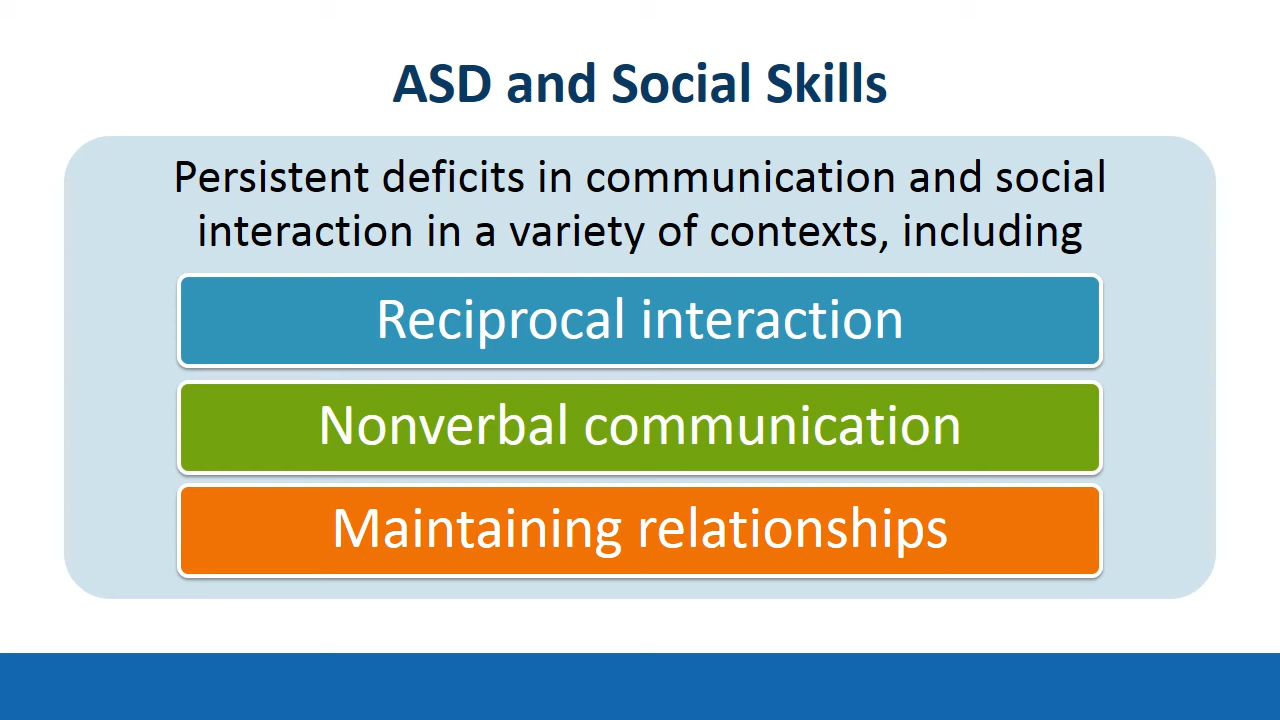 ASD and Social Skills
Persistent deficits in communication and social
interaction in a variety of contexts, including
Reciprocal interaction
Nonverbal communication
Maintaining relationships